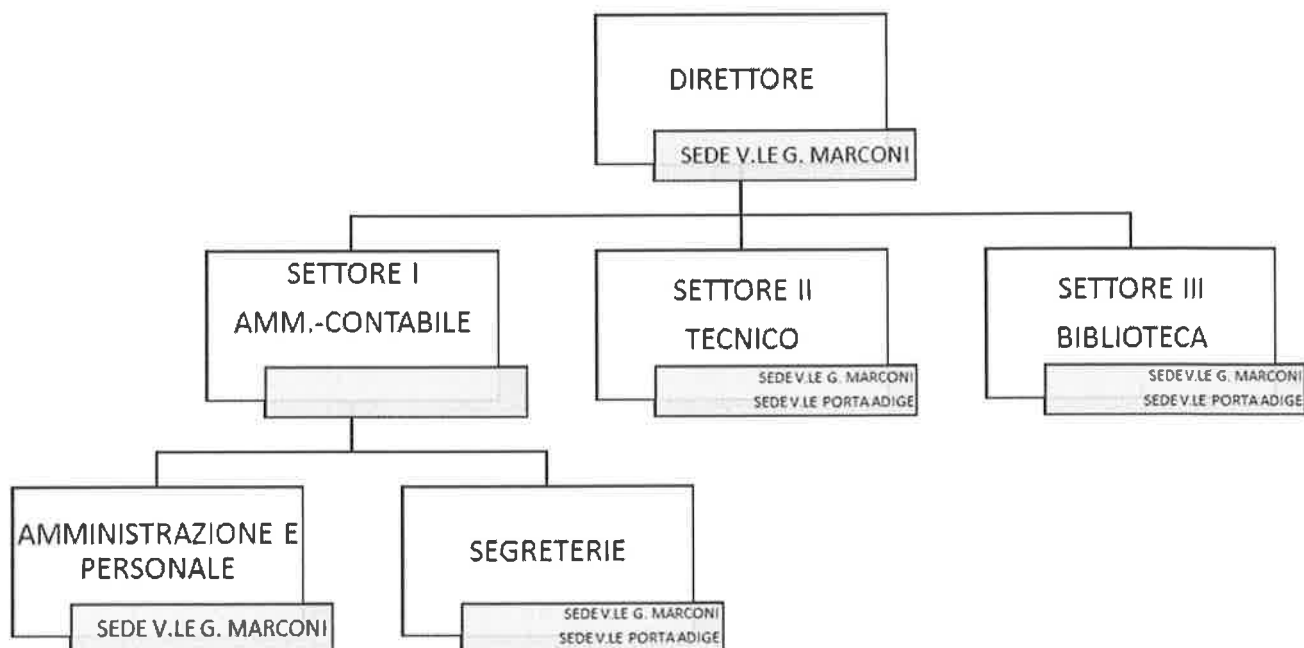 DIRETTORE
SEDE V.LE G. MARCONI
SETTORE I
AMM.-CONTABILE
SETTORE II
TECNICO
SEDE V.LE G. MARCONI
SEDE V.LE PORTA ADIGE
SETTORE III
BIBLIOTECA
SEDE V.LE G. MARCONI
SEDE V.LE PORTA ADIGE
AMMINISTRAZIONE E
PERSONALE
SEDE V.LE G. MARCONI
SEGRETERIE
SEDE V.LE G. MARCONI
SEDE V.LE PORTA ADIGE